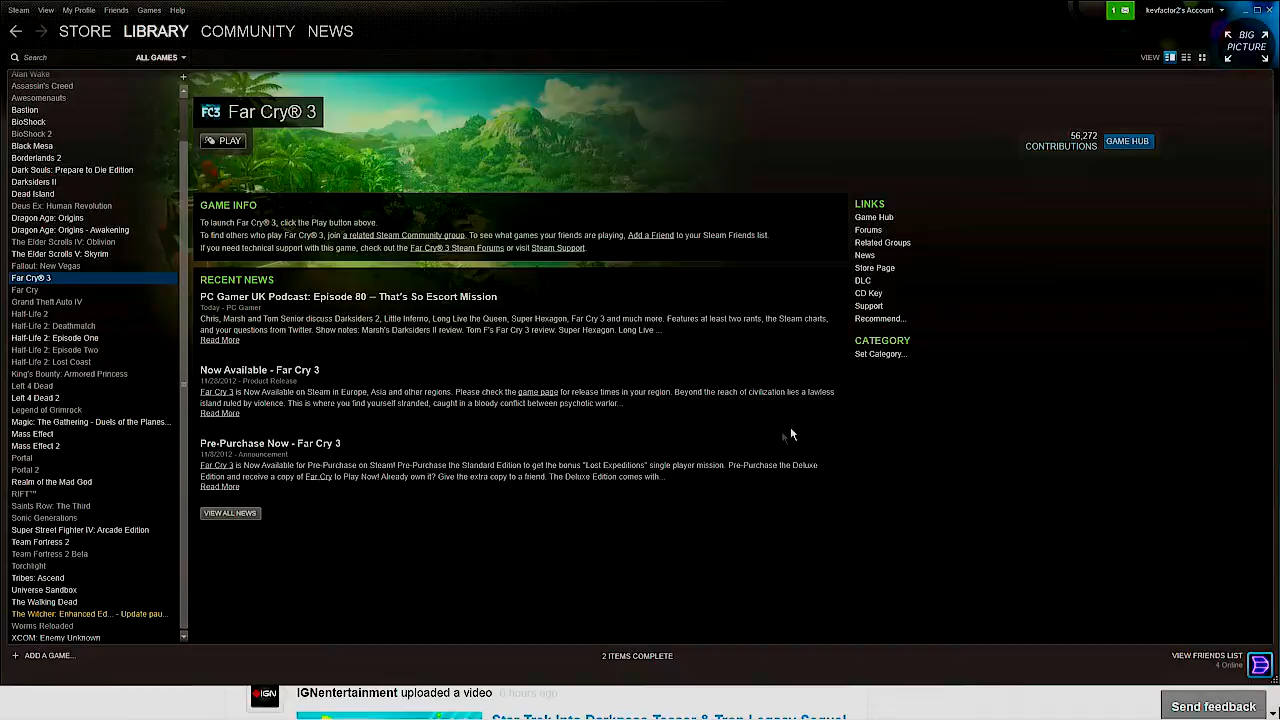 Steam View My Profile Friends Games Help
1
kevfactor2's Account
STORE LIBRARY COMMUNITY NEWS
BIG PICTURE
Search
ALL GAMES
VIEW
Alan Wake
Assassin's Creed
Awesomenauts
Bastion
BioShock
BioShock 2
Black Mesa
Borderlands 2
Dark Souls: Prepare to Die Edition
Darksiders II
Dead Island
Deus Ex: Human Revolution
Dragon Age: Origins
Dragon Age: Origins - Awakening
The Elder Scrolls IV: Oblivion
The Elder Scrolls V: Skyrim
Fallout: New Vegas
Far Cry® 3
Far Cry
Grand Theft Auto IV
Half-Life 2
Half-Life 2: Deathmatch
Half-Life 2: Episode One
Half-Life 2: Episode Two
Half-Life 2: Lost Coast
King's Bounty: Armored Princess
Left 4 Dead
Left 4 Dead 2
Legend of Grimrock
Magic: The Gathering - Duels of the Planes...
Mass Effect
Mass Effect 2
Portal
Portal 2
Realm of the Mad God
RIFT™
Saints Row: The Third
Sonic Generations
Super Street Fighter IV: Arcade Edition
Team Fortress 2
Team Fortress 2 Beta
Torchlight
Tribes: Ascend
Universe Sandbox
The Walking Dead
The Witcher: Enhanced Ed... - Update pau...
Worms Reloaded
XCOM: Enemy Unknown
+ ADD A GAME...
FC3 Far Cry® 3
PLAY
56,272
CONTRIBUTIONS
GAME HUB
GAME INFO
To launch Far Cry® 3, click the Play button above.
To find others who play Far Cry® 3, join a related Steam Community group. To see what games your friends are playing, Add a Friend to your Steam Friends list.
If you need technical support with this game, check out the Far Cry® 3 Steam Forums or visit Steam Support.
RECENT NEWS
PC Gamer UK Podcast: Episode 80 – That's So Escort Mission
Today - PC Gamer
Chris, Marsh and Tom Senior discuss Darksiders 2, Little Inferno, Long Live the Queen, Super Hexagon, Far Cry 3 and much more. Features at least two rants, the Steam charts,
and your questions from Twitter. Show notes: Marsh's Darksiders II review. Tom F's Far Cry 3 review. Super Hexagon. Long Live ...
Read More
Now Available - Far Cry 3
11/28/2012 - Product Release
Far Cry 3 is Now Available on Steam in Europe, Asia and other regions. Please check the game page for release times in your region. Beyond the reach of civilization lies a lawless
island ruled by violence. This is where you find yourself stranded, caught in a bloody conflict between psychotic warlor...
Read More
Pre-Purchase Now - Far Cry 3
11/8/2012 - Announcement
Far Cry 3 is Now Available for Pre-Purchase on Steam! Pre-Purchase the Standard Edition to get the bonus "Lost Expeditions" single player mission. Pre-Purchase the Deluxe
Edition and receive a copy of Far Cry to Play Now! Already own it? Give the extra copy to a friend. The Deluxe Edition comes with...
Read More
VIEW ALL NEWS
LINKS
Game Hub
Forums
Related Groups
News
Store Page
DLC
CD Key
Support
Recommend...
CATEGORY
Set Category...
2 ITEMS COMPLETE
VIEW FRIENDS LIST
4 Online
IGN
IGNentertainment uploaded a video 6 hours ago
Star Trek Into Darkness Teaser & Tron Legacy Sequel
Send feedback